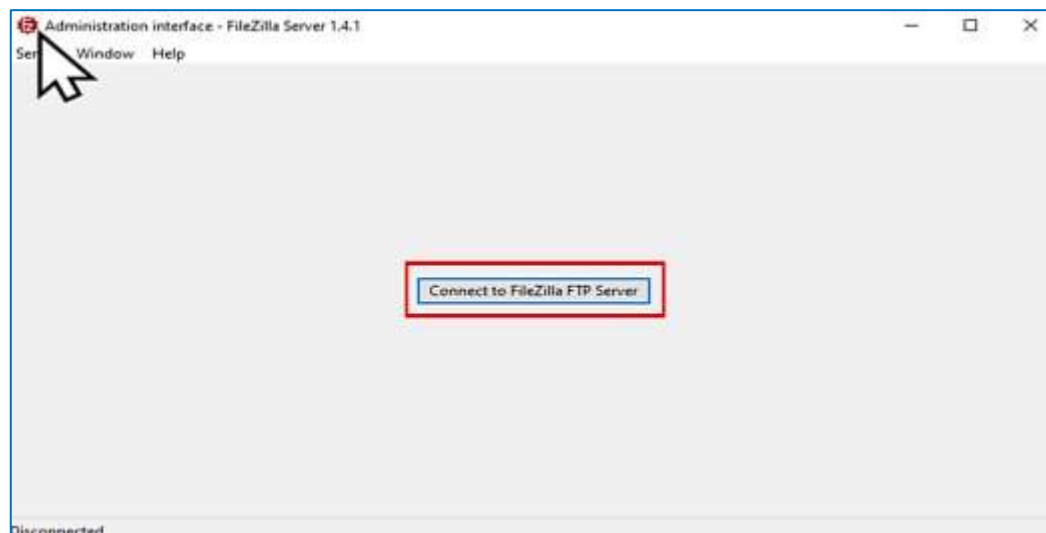 Administration interface - FileZilla Server 1.4.1
Window Help
Connect to FileZilla FTP Server
Disconnected